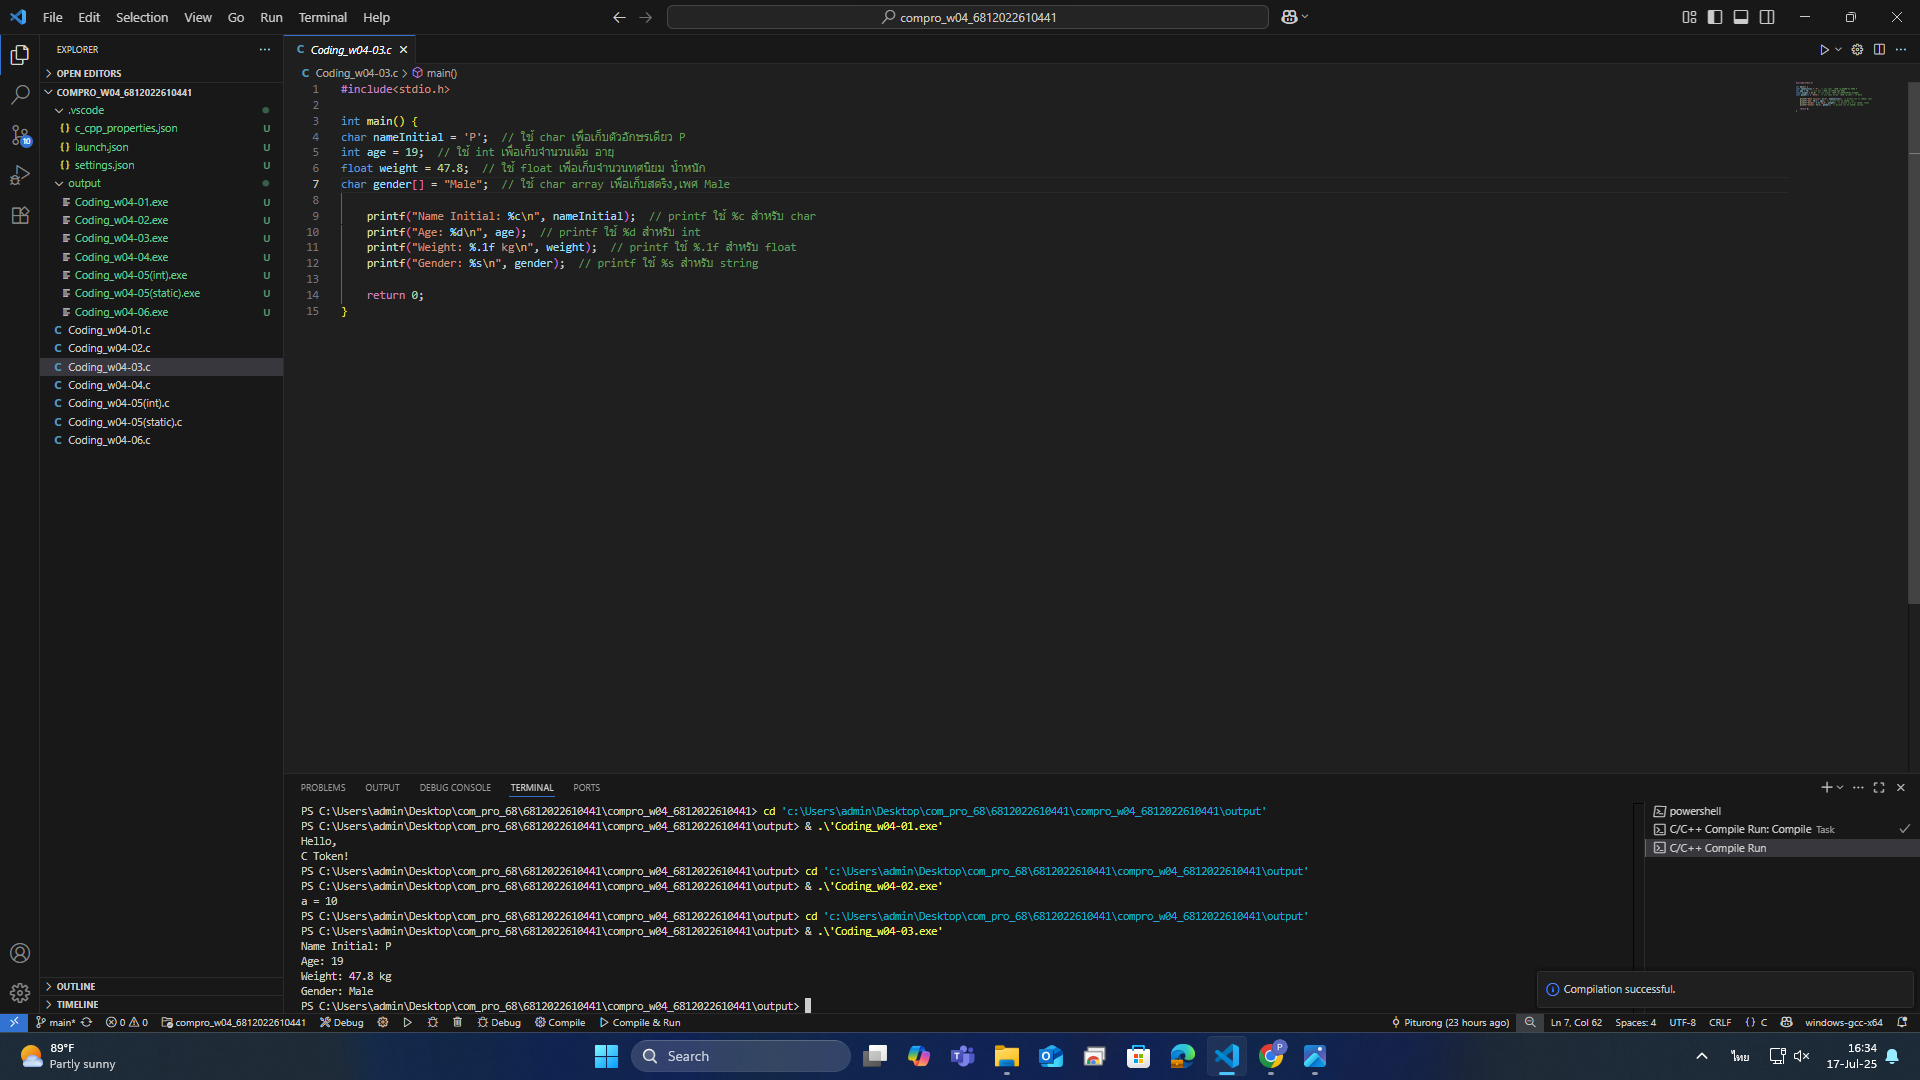 File Edit Selection View Go Run Terminal Help
compro_w04_6812022610441
EXPLORER
OPEN EDITORS
COMPRO_W04_6812022610441
.vscode
c_cpp_properties.json U
launch.json U
settings.json U
output
Coding_w04-01.exe U
Coding_w04-02.exe U
Coding_w04-03.exe U
Coding_w04-04.exe U
Coding_w04-05(int).exe U
Coding_w04-05(static).exe U
Coding_w04-06.exe U
C Coding_w04-01.c
C Coding_w04-02.c
C Coding_w04-03.c
C Coding_w04-04.c
C Coding_w04-05(int).c
C Coding_w04-05(static).c
C Coding_w04-06.c
OUTLINE
TIMELINE
C Coding_w04-03.c
C Coding_w04-03.c > main()
1 #include<stdio.h>
2
3 int main() {
4 char nameInitial = 'P';  // ใช้ char เพื่อเก็บตัวอักษรเดียว P
5 int age = 19;  // ใช้ int เพื่อเก็บจำนวนเต็ม อายุ
6 float weight = 47.8;  // ใช้ float เพื่อเก็บจำนวนทศนิยม น้ำหนัก
7 char gender[] = "Male";  // ใช้ char array เพื่อเก็บสตริง,เพศ Male
8
9     printf("Name Initial: %c\n", nameInitial);  // printf ใช้ %c สำหรับ char
10     printf("Age: %d\n", age);  // printf ใช้ %d สำหรับ int
11     printf("Weight: %.1f kg\n", weight);  // printf ใช้ %.1f สำหรับ float
12     printf("Gender: %s\n", gender);  // printf ใช้ %s สำหรับ string
13
14     return 0;
15 }
PROBLEMS OUTPUT DEBUG CONSOLE TERMINAL PORTS
PS C:\Users\admin\Desktop\com_pro_68\6812022610441\compro_w04_6812022610441> cd 'c:\Users\admin\Desktop\com_pro_68\6812022610441\compro_w04_6812022610441\output'
PS C:\Users\admin\Desktop\com_pro_68\6812022610441\compro_w04_6812022610441\output> & .\'Coding_w04-01.exe'
Hello,
C Token!
PS C:\Users\admin\Desktop\com_pro_68\6812022610441\compro_w04_6812022610441\output> cd 'c:\Users\admin\Desktop\com_pro_68\6812022610441\compro_w04_6812022610441\output'
PS C:\Users\admin\Desktop\com_pro_68\6812022610441\compro_w04_6812022610441\output> & .\'Coding_w04-02.exe'
a = 10
PS C:\Users\admin\Desktop\com_pro_68\6812022610441\compro_w04_6812022610441\output> cd 'c:\Users\admin\Desktop\com_pro_68\6812022610441\compro_w04_6812022610441\output'
PS C:\Users\admin\Desktop\com_pro_68\6812022610441\compro_w04_6812022610441\output> & .\'Coding_w04-03.exe'
Name Initial: P
Age: 19
Weight: 47.8 kg
Gender: Male
PS C:\Users\admin\Desktop\com_pro_68\6812022610441\compro_w04_6812022610441\output>
powershell
C/C++ Compile Run: Compile Task
C/C++ Compile Run
Compilation successful.
main* 0 0 compro_w04_6812022610441 Debug Debug Compile Compile & Run Piturong (23 hours ago) Ln 7, Col 62 Spaces: 4 UTF-8 CRLF {} C windows-gcc-x64
89°F
Partly sunny
Search
ไทย
16:34
17-Jul-25